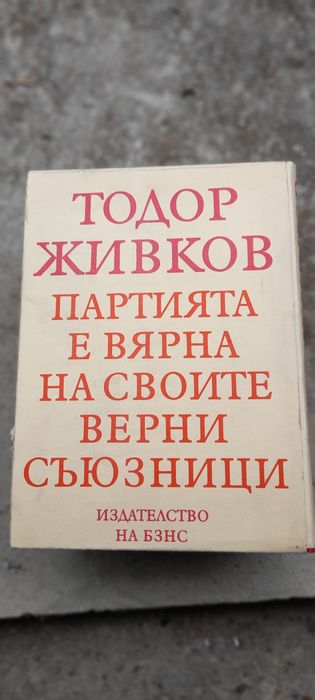 ТОДОР
ЖИВКОВ
ПАРТИЯТА
Е ВЯРНА
НА СВОИТЕ
ВЕРНИ
СЪЮЗНИЦИ
ИЗДАТЕЛСТВО
НА БЗНС